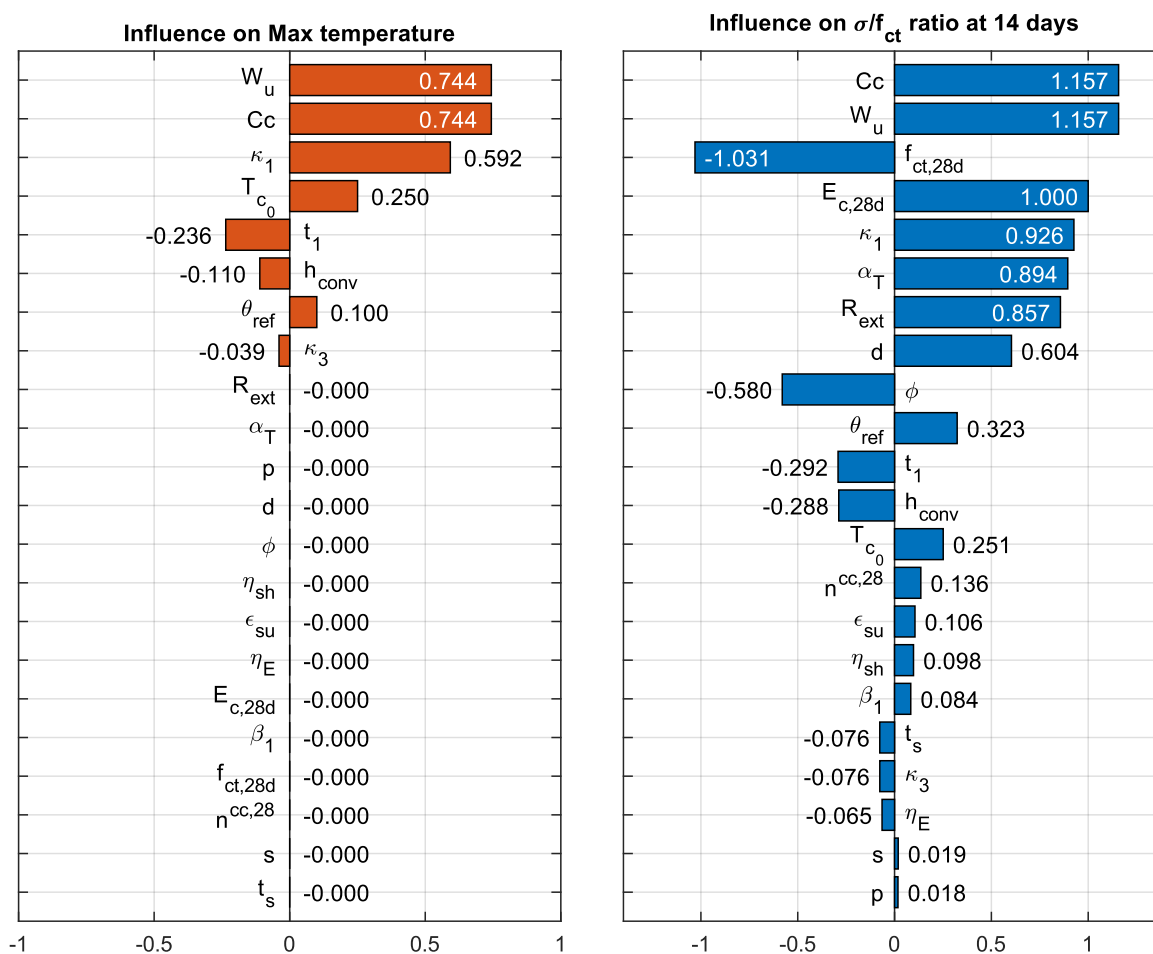 Influence on Max temperature
W_u 0.744
Cc 0.744
κ_1 0.592
T_c_0 0.250
-0.236 t_1
-0.110 h_conv
θ_ref 0.100
-0.039 κ_3
R_ext -0.000
α_T -0.000
p -0.000
d -0.000
ϕ -0.000
η_sh -0.000
ϵ_su -0.000
η_E -0.000
E_c,28d -0.000
β_1 -0.000
f_ct,28d -0.000
n^cc,28 -0.000
s -0.000
t_s -0.000
-1 -0.5 0 0.5 1
Influence on σ/f_ct ratio at 14 days
Cc 1.157
W_u 1.157
-1.031 f_ct,28d
E_c,28d 1.000
κ_1 0.926
α_T 0.894
R_ext 0.857
d 0.604
-0.580 ϕ
θ_ref 0.323
-0.292 t_1
-0.288 h_conv
T_c_0 0.251
n^cc,28 0.136
ϵ_su 0.106
η_sh 0.098
β_1 0.084
-0.076 t_s
-0.076 κ_3
-0.065 η_E
s 0.019
p 0.018
-1 -0.5 0 0.5 1